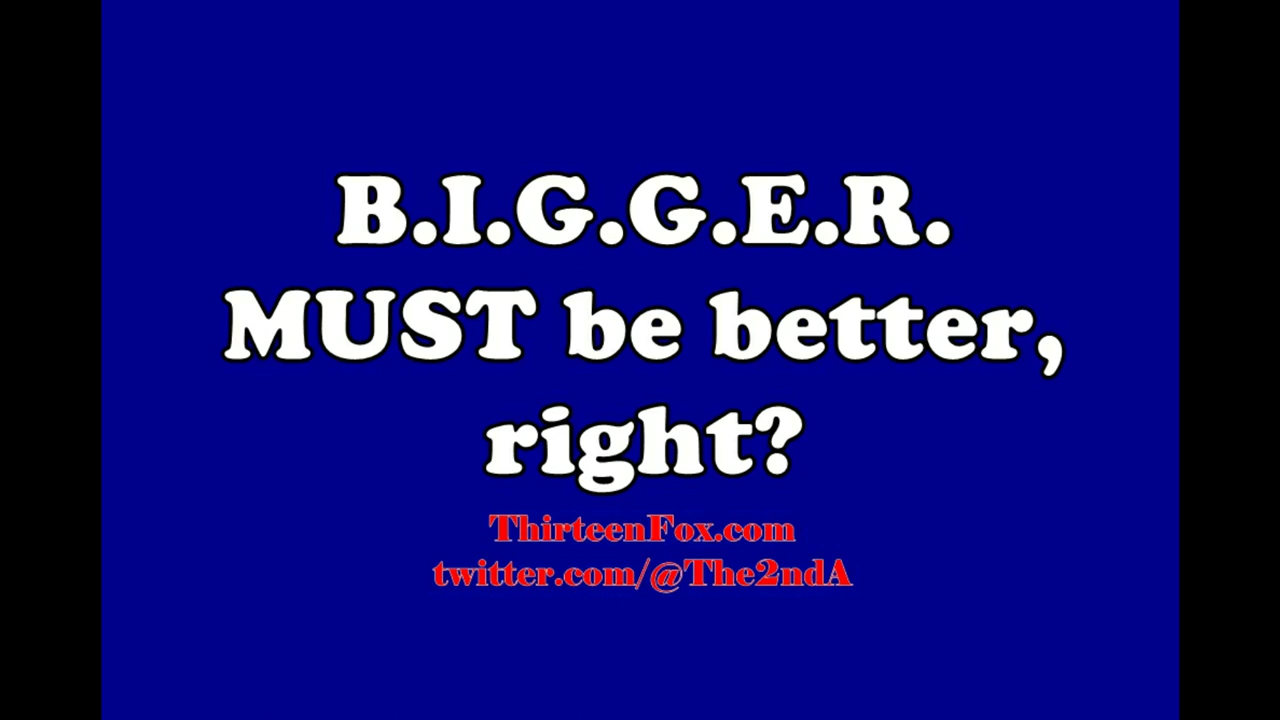 B.I.G.G.E.R.
MUST be better,
right?
ThirteenFox.com
twitter.com/@The2ndA